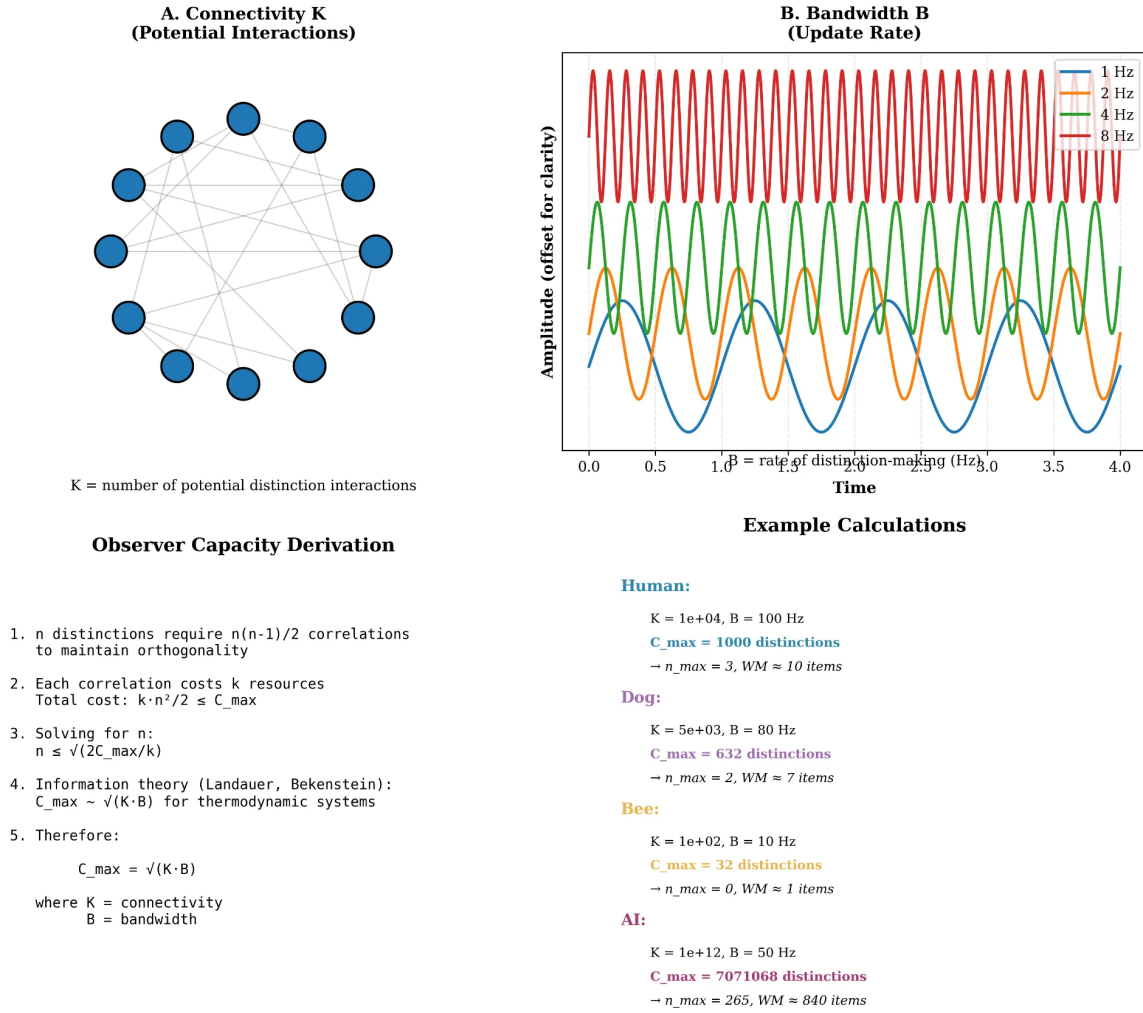 A. Connectivity K
(Potential Interactions)
K = number of potential distinction interactions
B. Bandwidth B
(Update Rate)
Amplitude (offset for clarity)
1 Hz
2 Hz
4 Hz
8 Hz
0.0 0.5 1.0 1.5 2.0 2.5 3.0 3.5 4.0
B = rate of distinction-making (Hz)
Time
Observer Capacity Derivation
1. n distinctions require n(n-1)/2 correlations
to maintain orthogonality
2. Each correlation costs k resources
Total cost: k·n²/2 ≤ C_max
3. Solving for n:
n ≤ √(2C_max/k)
4. Information theory (Landauer, Bekenstein):
C_max ~ √(K·B) for thermodynamic systems
5. Therefore:
C_max = √(K·B)
where K = connectivity
B = bandwidth
Example Calculations
Human:
K = 1e+04, B = 100 Hz
C_max = 1000 distinctions
→ n_max = 3, WM ≈ 10 items
Dog:
K = 5e+03, B = 80 Hz
C_max = 632 distinctions
→ n_max = 2, WM ≈ 7 items
Bee:
K = 1e+02, B = 10 Hz
C_max = 32 distinctions
→ n_max = 0, WM ≈ 1 items
AI:
K = 1e+12, B = 50 Hz
C_max = 7071068 distinctions
→ n_max = 265, WM ≈ 840 items